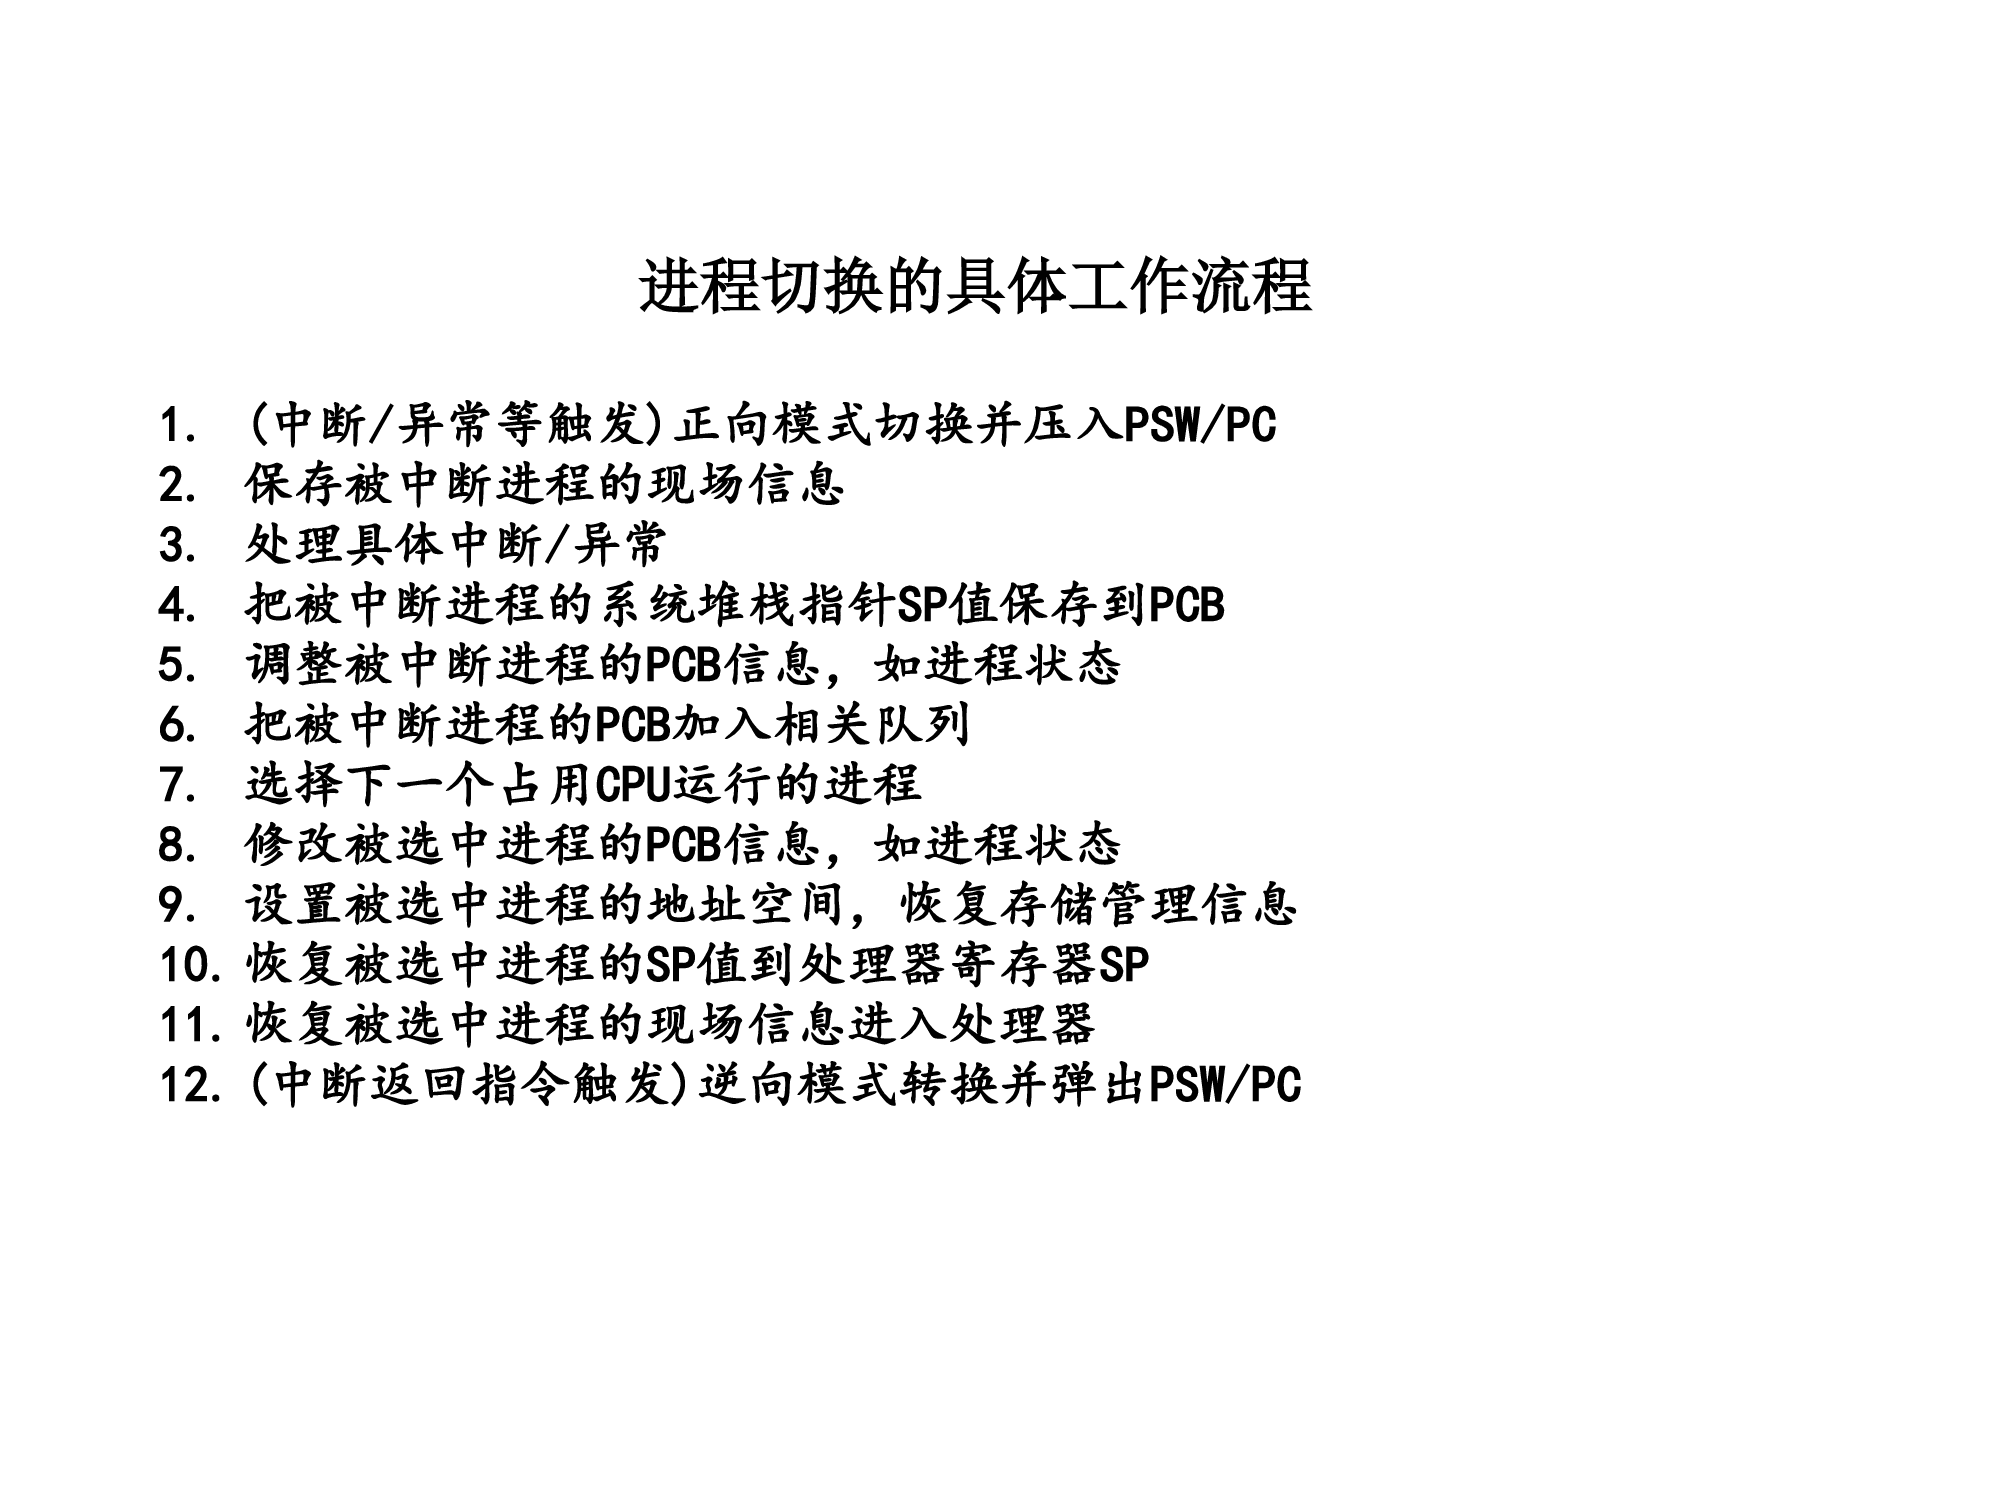 进程切换的具体工作流程
1. (中断/异常等触发)正向模式切换并压入PSW/PC
2. 保存被中断进程的现场信息
3. 处理具体中断/异常
4. 把被中断进程的系统堆栈指针SP值保存到PCB
5. 调整被中断进程的PCB信息，如进程状态
6. 把被中断进程的PCB加入相关队列
7. 选择下一个占用CPU运行的进程
8. 修改被选中进程的PCB信息，如进程状态
9. 设置被选中进程的地址空间，恢复存储管理信息
10. 恢复被选中进程的SP值到处理器寄存器SP
11. 恢复被选中进程的现场信息进入处理器
12. (中断返回指令触发)逆向模式转换并弹出PSW/PC